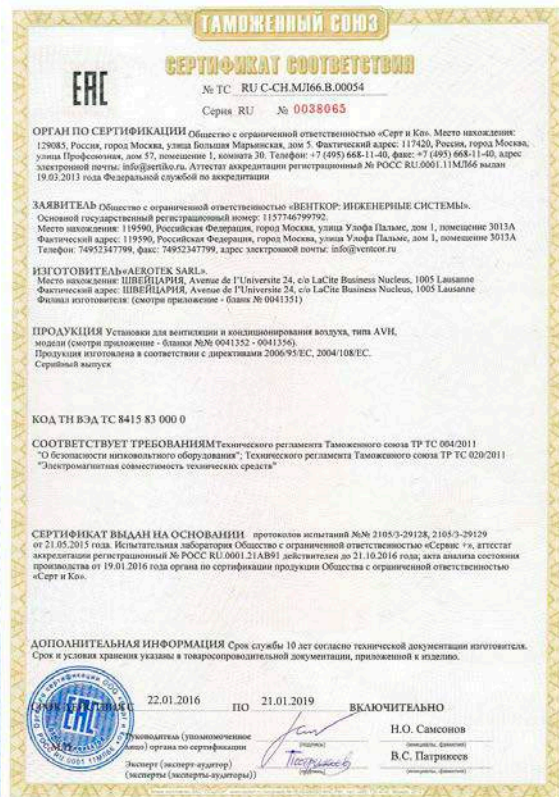 ТАМОЖЕННЫЙ СОЮЗ
СЕРТИФИКАТ СООТВЕТСТВИЯ
ЕАС
№ ТС RU С-СН.МЛ66.В.00054
Серия RU № 0038065
ОРГАН ПО СЕРТИФИКАЦИИ Общество с ограниченной ответственностью «Серт и Ко». Место нахождения:
129085, Россия, город Москва, улица Большая Марьинская, дом 5. Фактический адрес: 117420, Россия, город Москва,
улица Профсоюзная, дом 57, помещение 1, комната 30. Телефон: +7 (495) 668-11-40, факс: +7 (495) 668-11-40, адрес
электронной почты: info@sertiko.ru. Аттестат аккредитации регистрационный № РОСС RU.0001.11МЛ66 выдан
19.03.2013 года Федеральной службой по аккредитации
ЗАЯВИТЕЛЬ Общество с ограниченной ответственностью «ВЕНТКОР: ИНЖЕНЕРНЫЕ СИСТЕМЫ».
Основной государственный регистрационный номер: 1157746799792.
Место нахождения: 119590, Российская Федерация, город Москва, улица Улофа Пальме, дом 1, помещение 3013А
Фактический адрес: 119590, Российская Федерация, город Москва, улица Улофа Пальме, дом 1, помещение 3013А
Телефон: 74952347799, факс: 74952347799, адрес электронной почты: info@ventcor.ru
ИЗГОТОВИТЕЛЬ «AEROTEK SARL».
Место нахождения: ШВЕЙЦАРИЯ, Avenue de l'Universite 24, c/o LaCite Business Nucleus, 1005 Lausanne
Фактический адрес: ШВЕЙЦАРИЯ, Avenue de l'Universite 24, c/o LaCite Business Nucleus, 1005 Lausanne
Филиал изготовителя: (смотри приложение - бланк № 0041351)
ПРОДУКЦИЯ Установки для вентиляции и кондиционирования воздуха, типа AVH,
модели (смотри приложение - бланки №№ 0041352 - 0041356).
Продукция изготовлена в соответствии с директивами 2006/95/ЕС, 2004/108/ЕС.
Серийный выпуск
КОД ТН ВЭД ТС 8415 83 000 0
СООТВЕТСТВУЕТ ТРЕБОВАНИЯМ Технического регламента Таможенного союза ТР ТС 004/2011
"О безопасности низковольтного оборудования"; Технического регламента Таможенного союза ТР ТС 020/2011
"Электромагнитная совместимость технических средств"
СЕРТИФИКАТ ВЫДАН НА ОСНОВАНИИ протоколов испытаний №№ 2105/3-29128, 2105/3-29129
от 21.05.2015 года. Испытательная лаборатория Общество с ограниченной ответственностью «Сервис +», аттестат
аккредитации регистрационный № РОСС RU.0001.21АВ91 действителен до 21.10.2016 года; акта анализа состояния
производства от 19.01.2016 года органа по сертификации продукции Общества с ограниченной ответственностью
«Серт и Ко».
ДОПОЛНИТЕЛЬНАЯ ИНФОРМАЦИЯ Срок службы 10 лет согласно технической документации изготовителя.
Срок и условия хранения указаны в товаросопроводительной документации, приложенной к изделию.
СРОК ДЕЙСТВИЯ С 22.01.2016 ПО 21.01.2019 ВКЛЮЧИТЕЛЬНО
ЕАС
М.П.
Руководитель (уполномоченное
лицо) органа по сертификации
(подпись)
Н.О. Самсонов
(инициалы, фамилия)
Эксперт (эксперт-аудитор)
(эксперты (эксперты-аудиторы))
(подпись)
В.С. Патрикеев
(инициалы, фамилия)